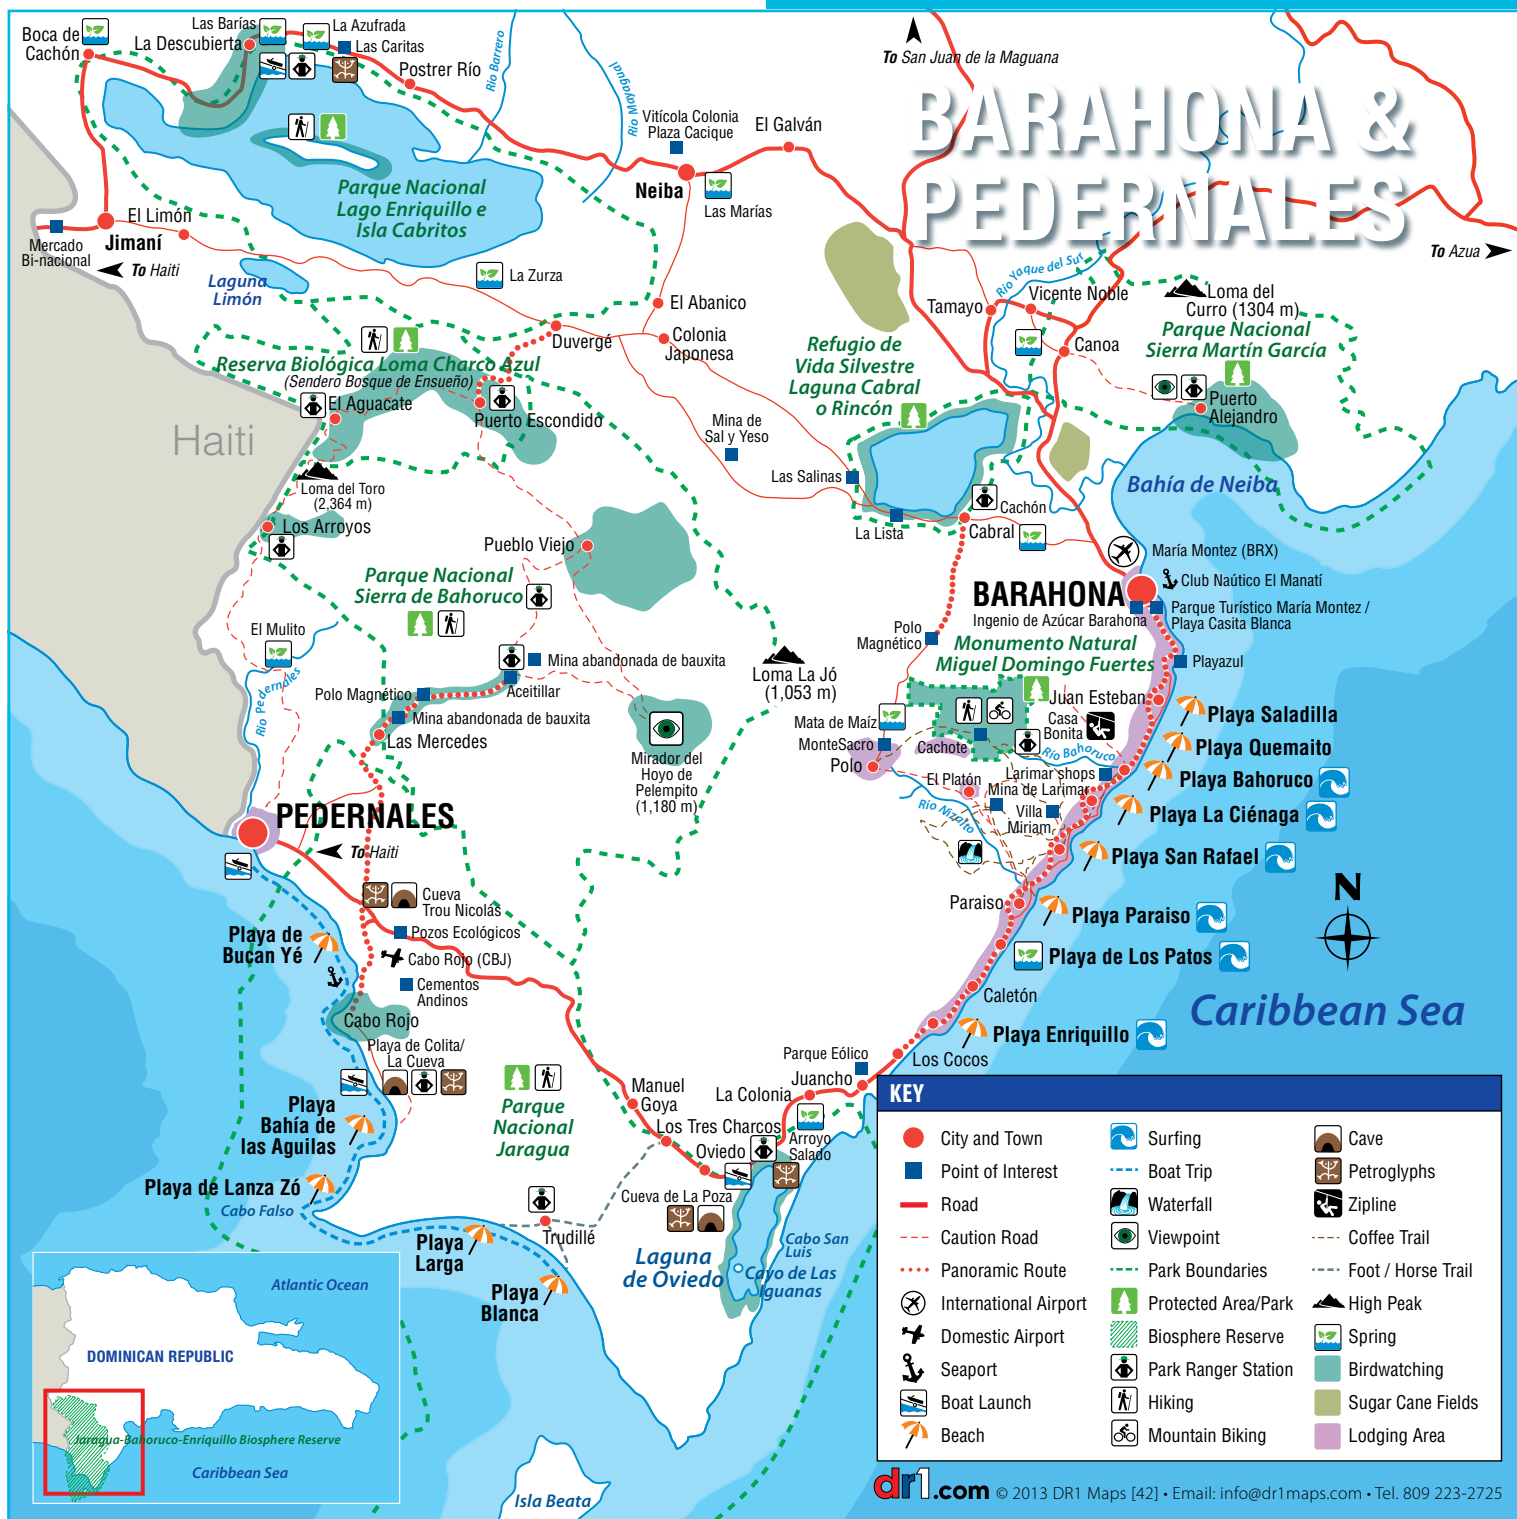 BARAHONA &
PEDERNALES
To San Juan de la Maguana
To Azua
Boca de
Cachón
Las Barías
La Descubierta
La Azufrada
Las Caritas
Postrer Río
Río Barrero
Río Mayagual
Vitícola Colonia
Plaza Cacique
El Galván
Neiba
Las Marías
Parque Nacional
Lago Enriquillo e
Isla Cabritos
El Limón
Jimaní
Mercado
Bi-nacional
To Haiti
Laguna
Limón
La Zurza
El Abanico
Duvergé
Colonia
Japonesa
Río Yaque del Sur
Tamayo
Vicente Noble
Canoa
Loma del
Curro (1304 m)
Parque Nacional
Sierra Martín García
Puerto
Alejandro
Refugio de
Vida Silvestre
Laguna Cabral
o Rincón
Reserva Biológica Loma Charco Azul
(Sendero Bosque de Ensueño)
El Aguacate
Puerto Escondido
Haiti
Mina de
Sal y Yeso
Las Salinas
La Lista
Cachón
Cabral
Bahía de Neiba
Loma del Toro
(2,364 m)
Los Arroyos
Pueblo Viejo
Parque Nacional
Sierra de Bahoruco
María Montez (BRX)
Club Naútico El Manatí
BARAHONA
Ingenio de Azúcar Barahona
Parque Turístico María Montez /
Playa Casita Blanca
Polo
Magnético
Monumento Natural
Miguel Domingo Fuertes
Playazul
El Mulito
Río Pedernales
Mina abandonada de bauxita
Aceitillar
Polo Magnético
Mina abandonada de bauxita
Las Mercedes
Loma La Jó
(1,053 m)
Mirador del
Hoyo de
Pelempito
(1,180 m)
Juan Esteban
Casa
Bonita
Mata de Maíz
MonteSacro
Cachote
Polo
Río Bahoruco
El Platón
Larimar shops
Mina de Larimar
Villa
Miriam
Río Nizaito
Playa Saladilla
Playa Quemaito
Playa Bahoruco
Playa La Ciénaga
Playa San Rafael
Paraiso
Playa Paraiso
Playa de Los Patos
Caletón
Playa Enriquillo
Los Cocos
N
Caribbean Sea
PEDERNALES
To Haiti
Cueva
Trou Nicolás
Pozos Ecológicos
Cabo Rojo (CBJ)
Cementos
Andinos
Playa de
Bucan Yé
Cabo Rojo
Playa de Colita/
La Cueva
Playa
Bahía de
las Aguilas
Playa de Lanza Zó
Cabo Falso
Parque
Nacional
Jaragua
Manuel
Goya
Los Tres Charcos
Oviedo
La Colonia
Juancho
Parque Eólico
Arroyo
Salado
Cueva de La Poza
Trudillé
Playa
Larga
Playa
Blanca
Laguna
de Oviedo
Cabo San
Luis
Cayo de Las
Iguanas
Isla Beata
Atlantic Ocean
DOMINICAN REPUBLIC
Jaragua-Bahoruco-Enriquillo Biosphere Reserve
Caribbean Sea
KEY
City and Town
Point of Interest
Road
Caution Road
Panoramic Route
International Airport
Domestic Airport
Seaport
Boat Launch
Beach
Surfing
Boat Trip
Waterfall
Viewpoint
Park Boundaries
Protected Area/Park
Biosphere Reserve
Park Ranger Station
Hiking
Mountain Biking
Cave
Petroglyphs
Zipline
Coffee Trail
Foot / Horse Trail
High Peak
Spring
Birdwatching
Sugar Cane Fields
Lodging Area
dr1.com © 2013 DR1 Maps [42] • Email: info@dr1maps.com • Tel. 809 223-2725